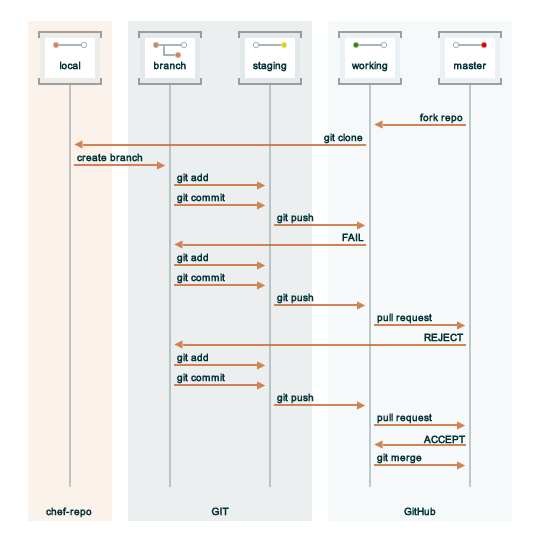 local
branch
staging
working
master
fork repo
git clone
create branch
git add
git commit
git push
FAIL
git add
git commit
git push
pull request
REJECT
git add
git commit
git push
pull request
ACCEPT
git merge
chef-repo
GIT
GitHub